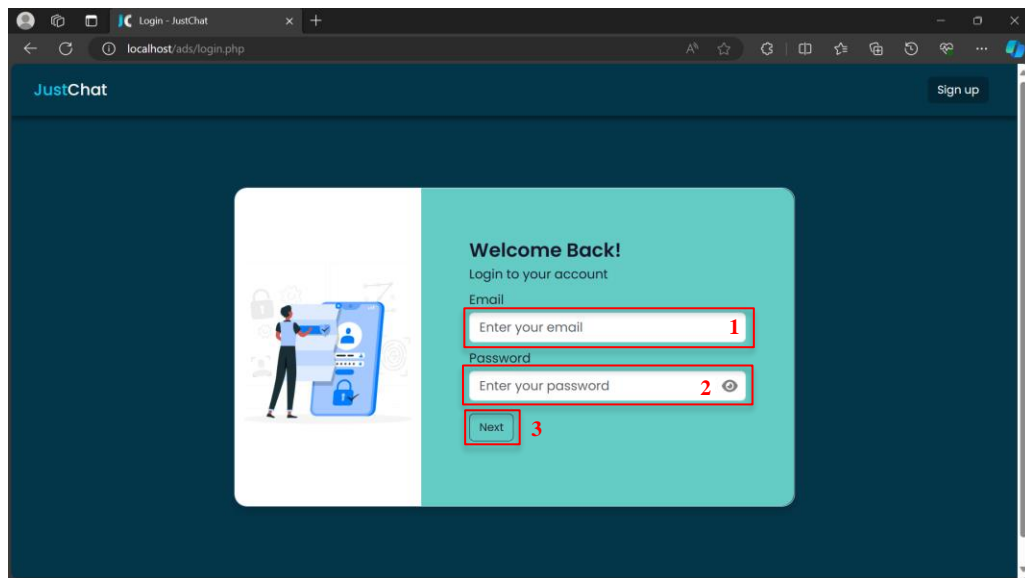 Login - JustChat
localhost/ads/login.php
JustChat
Sign up
Welcome Back!
Login to your account
Email
Enter your email 1
Password
Enter your password 2
Next 3